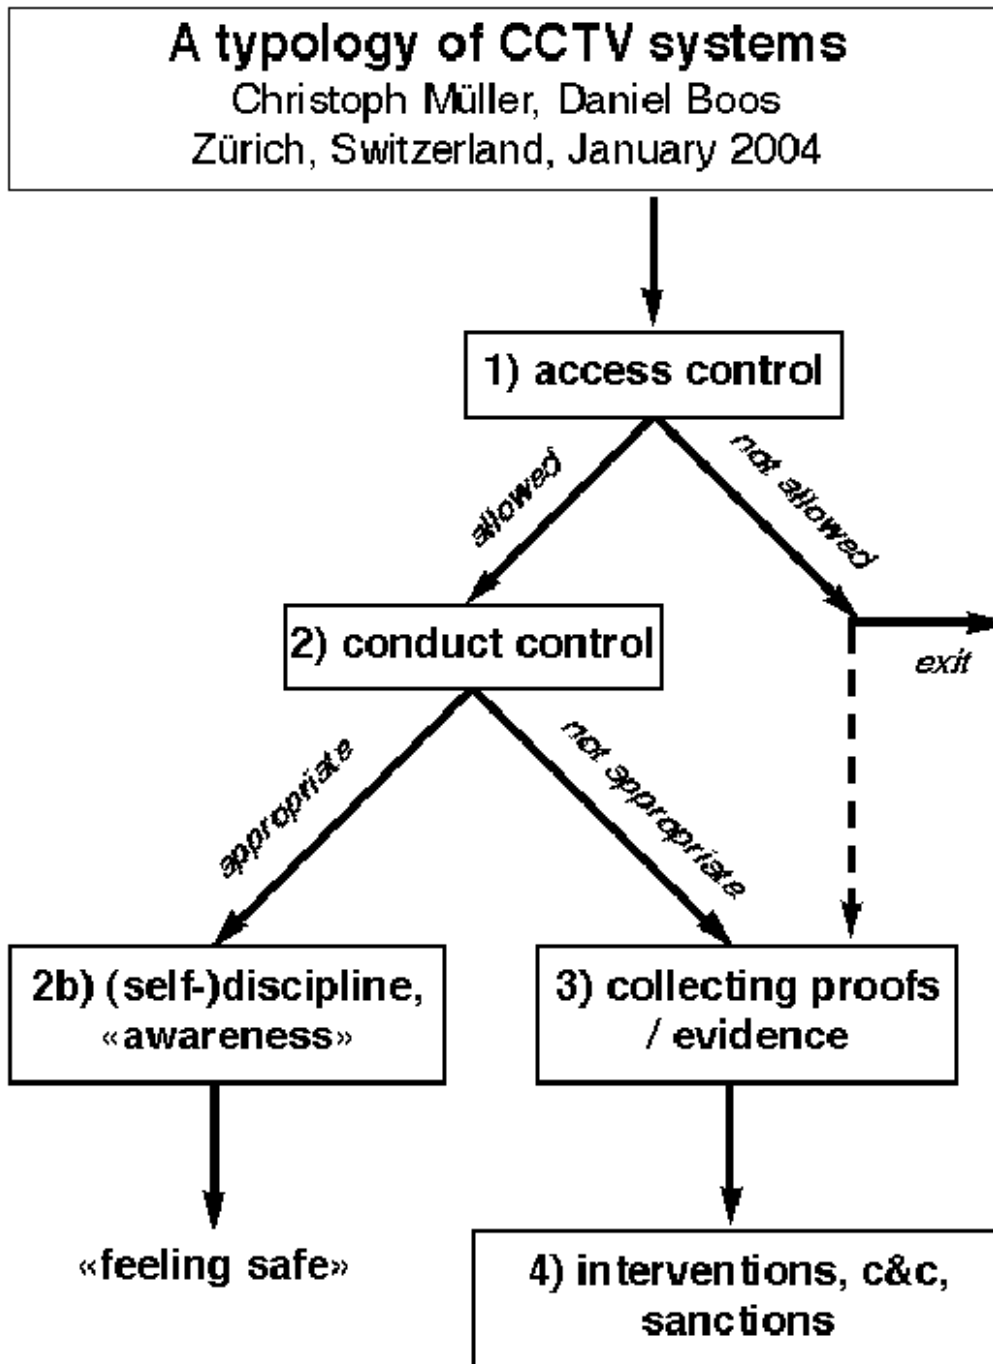 A typology of CCTV systems
Christoph Müller, Daniel Boos
Zürich, Switzerland, January 2004
1) access control
allowed
not allowed
2) conduct control
exit
appropriate
not appropriate
2b) (self-)discipline,
«awareness»
3) collecting proofs
/ evidence
«feeling safe»
4) interventions, c&c,
sanctions